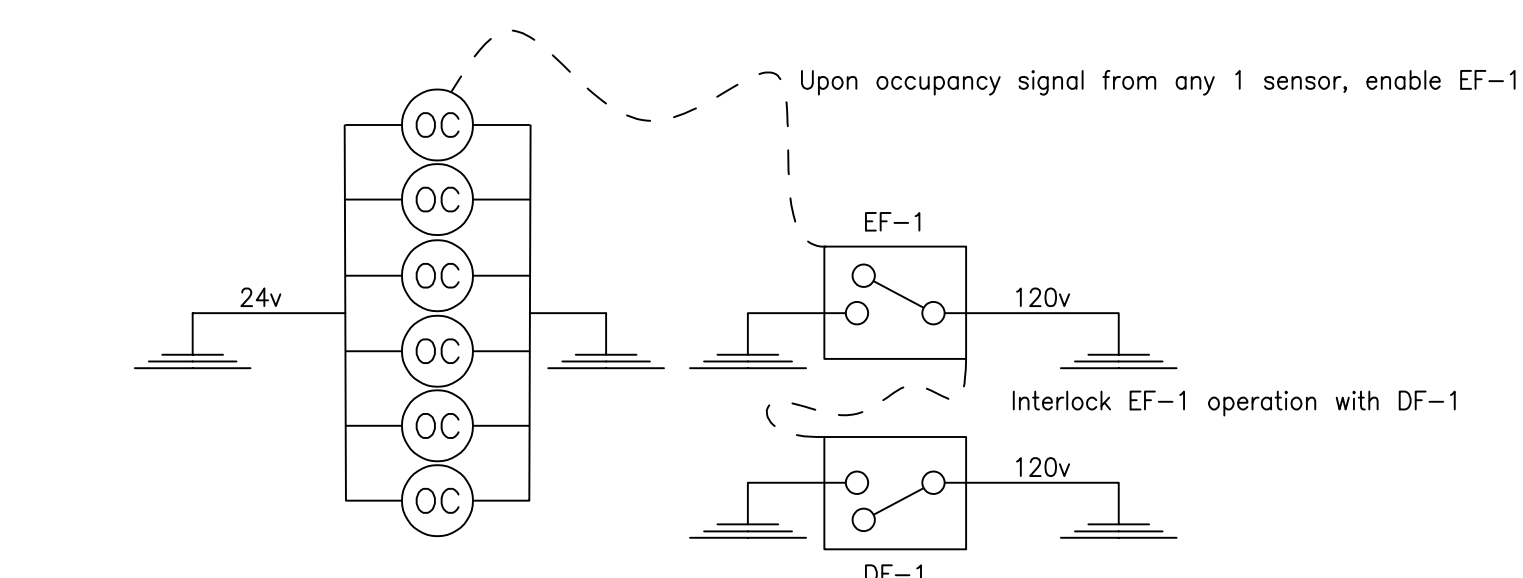 Upon occupancy signal from any 1 sensor, enable EF-1
OC
OC
OC
OC
OC
OC
24v
EF-1
120v
Interlock EF-1 operation with DF-1
120v
DF-1